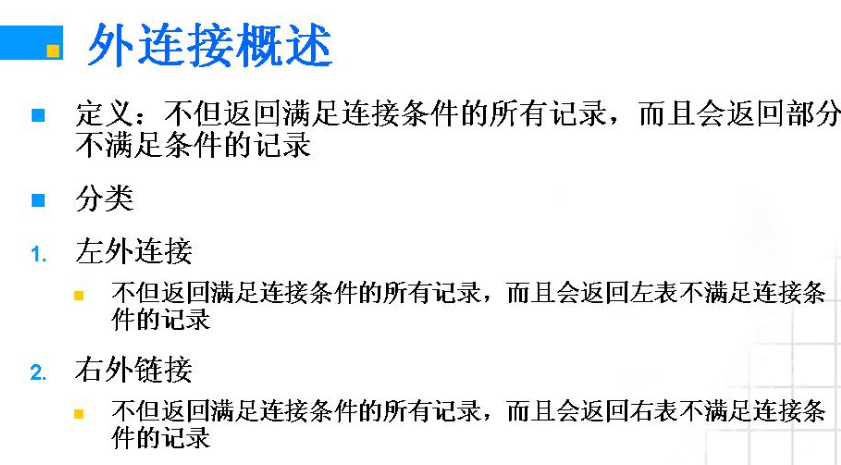 外连接概述
定义：不但返回满足连接条件的所有记录，而且会返回部分
不满足条件的记录
分类
1. 左外连接
不但返回满足连接条件的所有记录，而且会返回左表不满足连接条
件的记录
2. 右外链接
不但返回满足连接条件的所有记录，而且会返回右表不满足连接条
件的记录